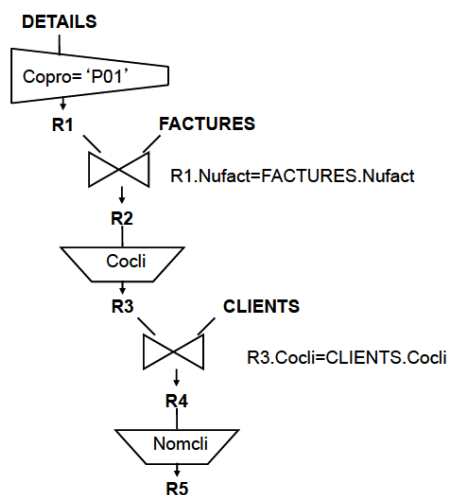 DETAILS
Copro= ‘P01’
R1
FACTURES
R1.Nufact=FACTURES.Nufact
R2
Cocli
R3
CLIENTS
R3.Cocli=CLIENTS.Cocli
R4
Nomcli
R5